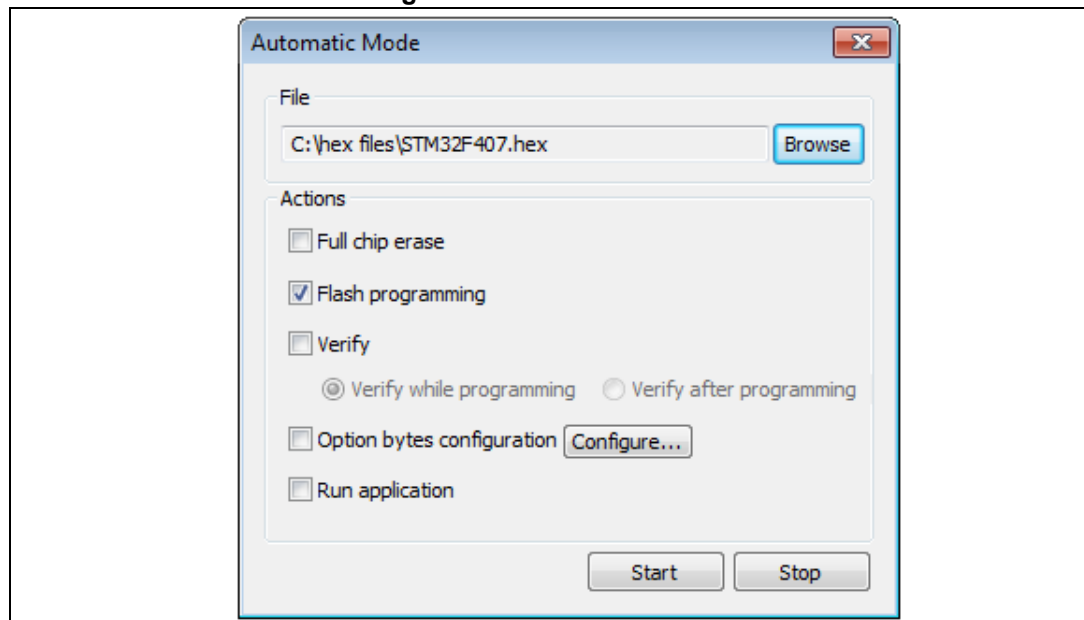 Automatic Mode
File
C:\hex files\STM32F407.hex
Browse
Actions
Full chip erase
Flash programming
Verify
Verify while programming Verify after programming
Option bytes configuration Configure...
Run application
Start Stop